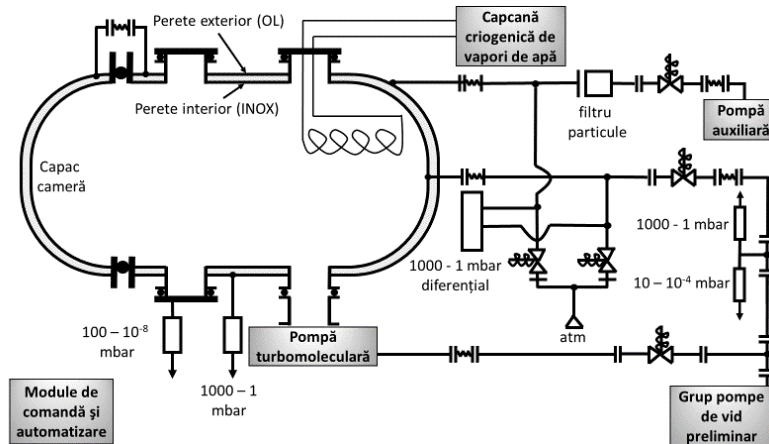 Perete exterior (OL)
Perete interior (INOX)
Capcană
criogenică de
vapori de apă
filtru
particule
Pompă
auxiliară
Capac
cameră
1000 - 1 mbar
diferențial
1000 - 1 mbar
10 – 10⁻⁴ mbar
atm
100 – 10⁻⁸
mbar
1000 – 1
mbar
Pompă
turbomoleculară
Module de
comandă şi
automatizare
Grup pompe
de vid
preliminar